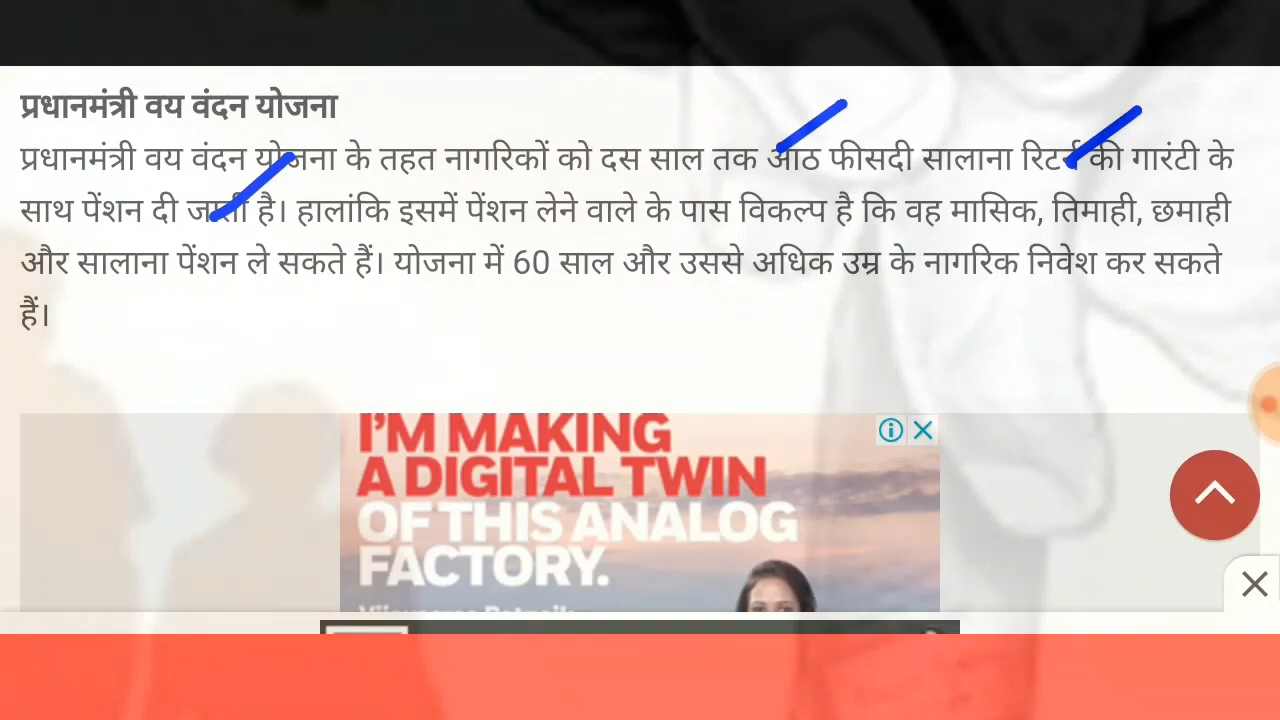 प्रधानमंत्री वय वंदन योजना
प्रधानमंत्री वय वंदन योजना के तहत नागरिकों को दस साल तक आठ फीसदी सालाना रिटर्न की गारंटी के
साथ पेंशन दी जाती है। हालांकि इसमें पेंशन लेने वाले के पास विकल्प है कि वह मासिक, तिमाही, छमाही
और सालाना पेंशन ले सकते हैं। योजना में 60 साल और उससे अधिक उम्र के नागरिक निवेश कर सकते
हैं।
I'M MAKING
A DIGITAL TWIN
OF THIS ANALOG
FACTORY.